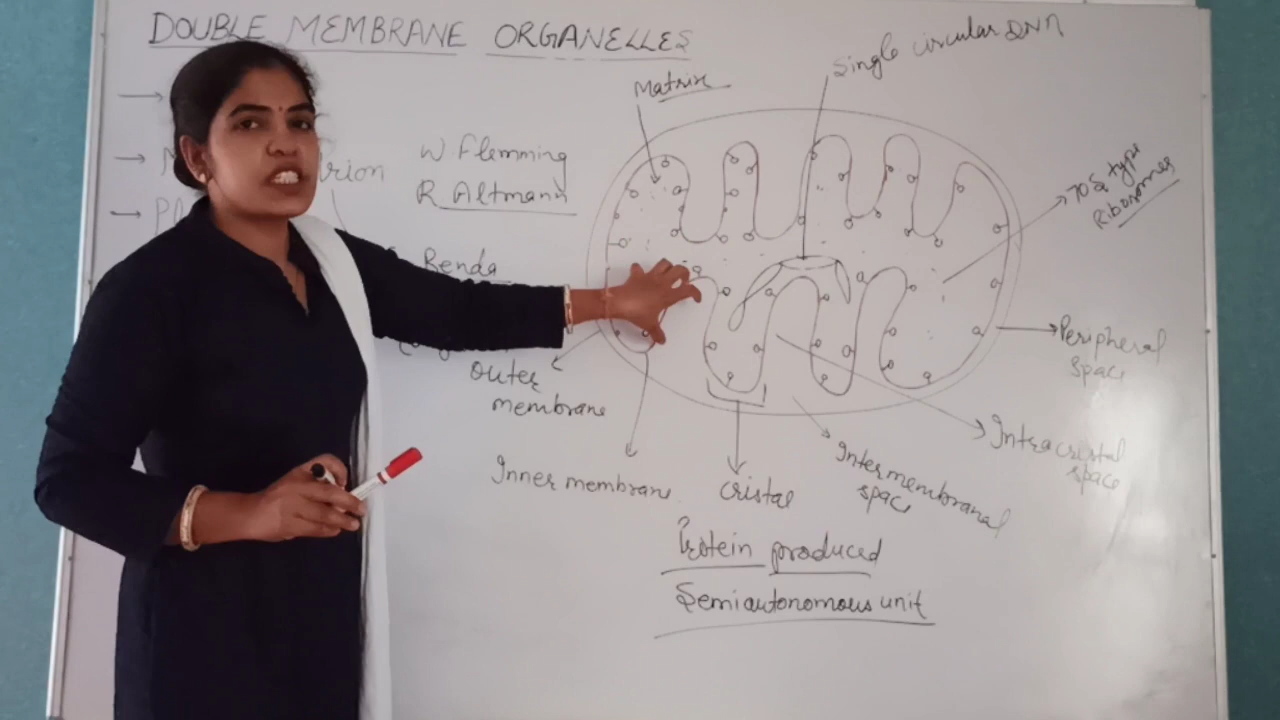 DOUBLE MEMBRANE ORGANELLES
Matrix
Single circular DNA
W Flemming
R Altmann
70S type
Ribosomes
Benda
Outer
membrane
Peripheral
Space
Inner membrane
cristae
Intermembranal
spac
Intracristal
space
Protein produced
Semiautonomous unit